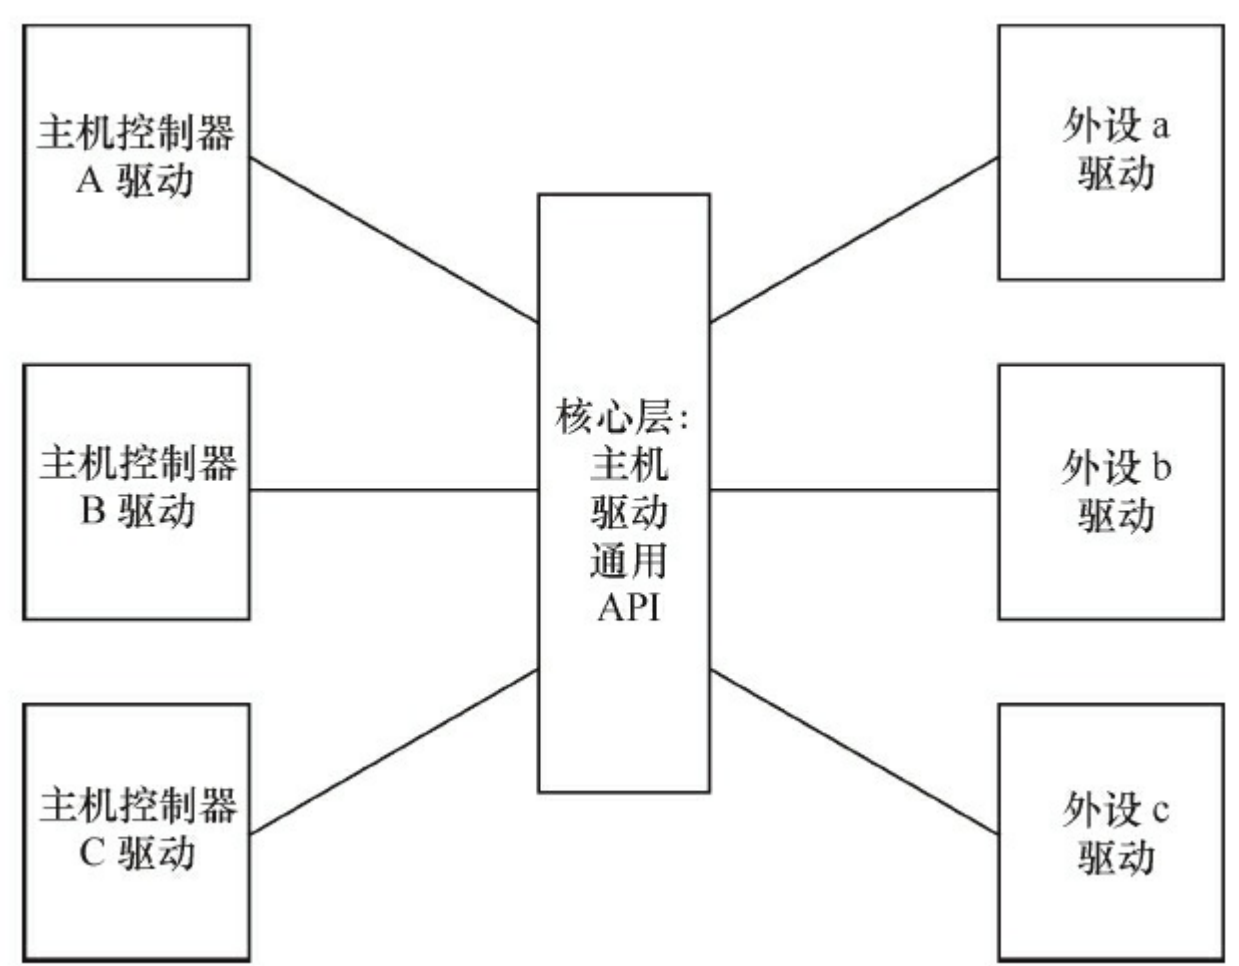 主机控制器
A 驱动
主机控制器
B 驱动
主机控制器
C 驱动
核心层:
主机
驱动
通用
API
外设 a
驱动
外设 b
驱动
外设 c
驱动